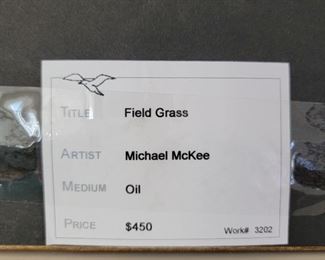 TITLE Field Grass
ARTIST Michael McKee
MEDIUM Oil
PRICE $450 Work# 3202